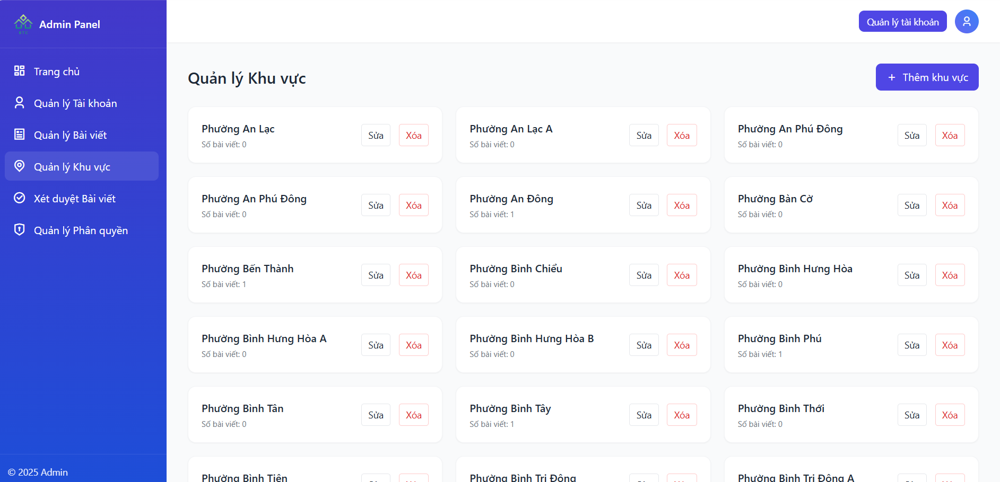 BTC
Admin Panel
Trang chủ
Quản lý Tài khoản
Quản lý Bài viết
Quản lý Khu vực
Xét duyệt Bài viết
Quản lý Phân quyền
© 2025 Admin
Quản lý tài khoản
Quản lý Khu vực
+ Thêm khu vực
Phường An Lạc
Số bài viết: 0
Sửa
Xóa
Phường An Lạc A
Số bài viết: 0
Sửa
Xóa
Phường An Phú Đông
Số bài viết: 0
Sửa
Xóa
Phường An Phú Đông
Số bài viết: 0
Sửa
Xóa
Phường An Đông
Số bài viết: 1
Sửa
Xóa
Phường Bàn Cờ
Số bài viết: 0
Sửa
Xóa
Phường Bến Thành
Số bài viết: 1
Sửa
Xóa
Phường Bình Chiểu
Số bài viết: 0
Sửa
Xóa
Phường Bình Hưng Hòa
Số bài viết: 0
Sửa
Xóa
Phường Bình Hưng Hòa A
Số bài viết: 0
Sửa
Xóa
Phường Bình Hưng Hòa B
Số bài viết: 0
Sửa
Xóa
Phường Bình Phú
Số bài viết: 1
Sửa
Xóa
Phường Bình Tân
Số bài viết: 0
Sửa
Xóa
Phường Bình Tây
Số bài viết: 1
Sửa
Xóa
Phường Bình Thới
Số bài viết: 0
Sửa
Xóa
Phường Bình Tiên
Phường Bình Trị Đông
Phường Bình Trị Đông A